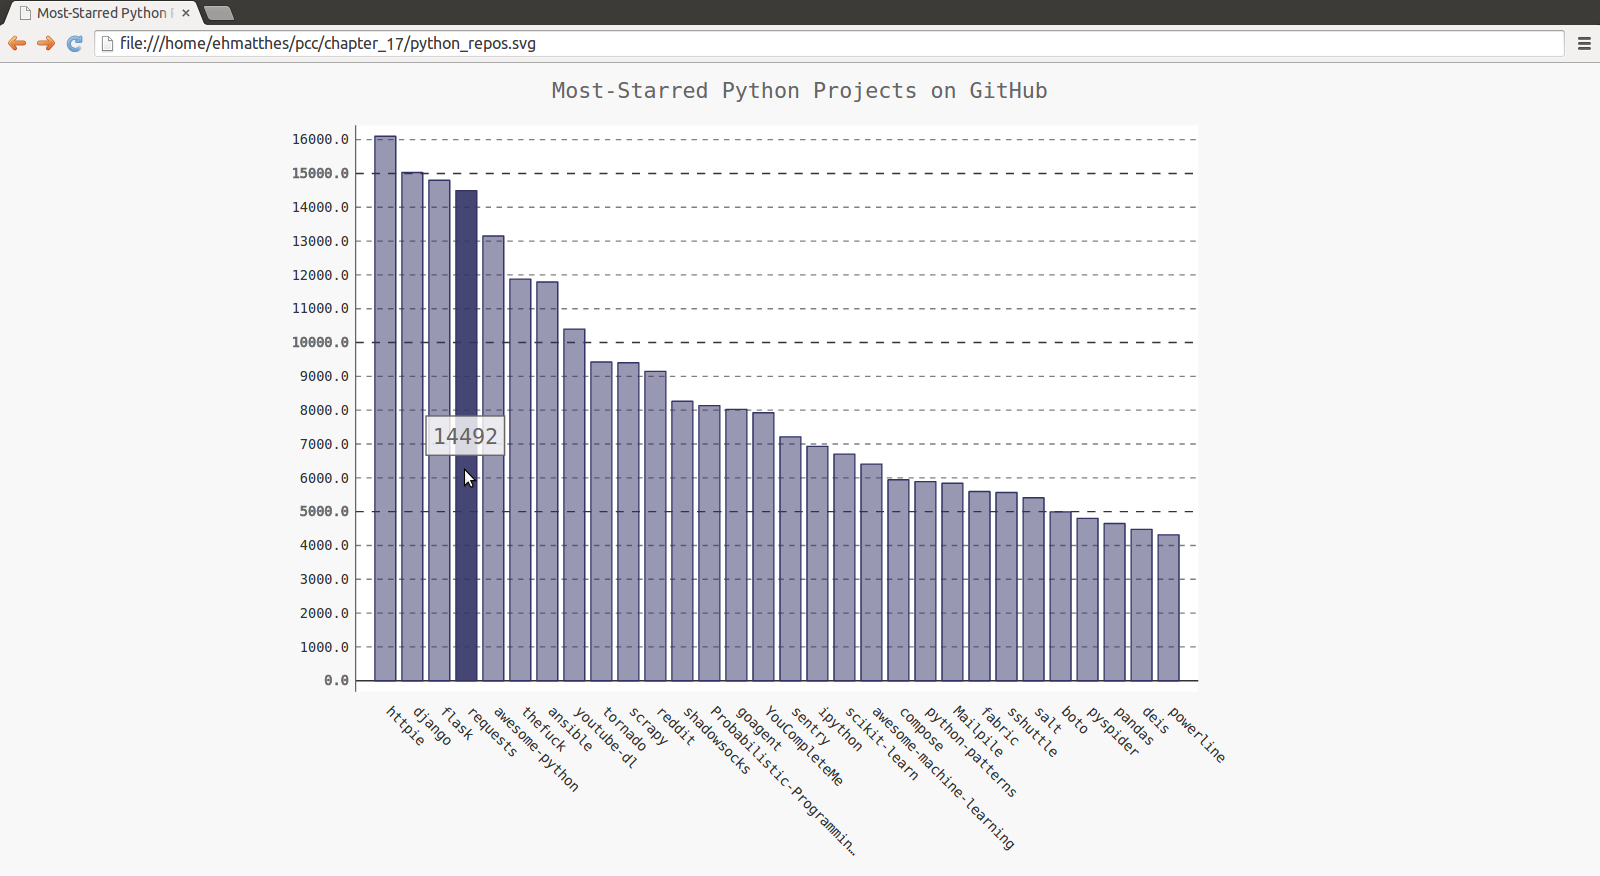 Most-Starred Python
file:///home/ehmatthes/pcc/chapter_17/python_repos.svg
Most-Starred Python Projects on GitHub
16000.0
15000.0
14000.0
13000.0
12000.0
11000.0
10000.0
9000.0
8000.0
7000.0
6000.0
5000.0
4000.0
3000.0
2000.0
1000.0
0.0
14492
httpie
django
flask
requests
awesome-python
thefuck
ansible
youtube-dl
tornado
scrapy
reddit
shadowsocks
Probabilistic-Programmin…
goagent
YouCompleteMe
sentry
ipython
scikit-learn
awesome-machine-learning
compose
python-patterns
Mailpile
fabric
sshuttle
salt
boto
pyspider
pandas
deis
powerline